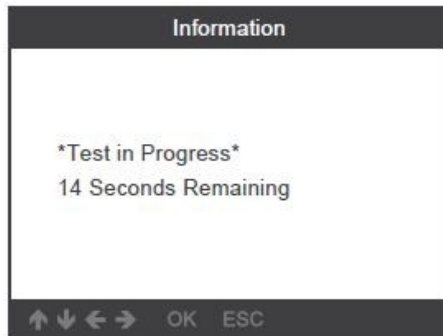 Information
*Test in Progress*
14 Seconds Remaining
OK ESC